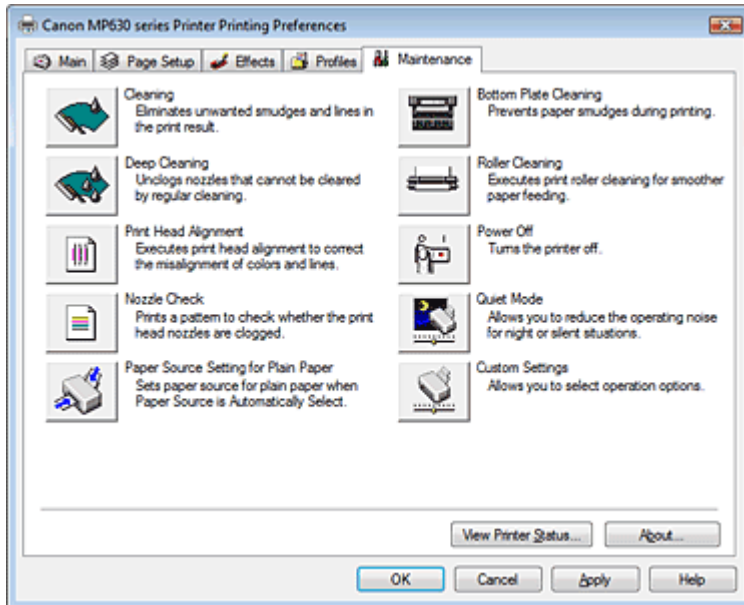 Canon MP630 series Printer Printing Preferences
Main Page Setup Effects Profiles Maintenance
Cleaning
Eliminates unwanted smudges and lines in
the print result.
Deep Cleaning
Unclogs nozzles that cannot be cleared
by regular cleaning.
Print Head Alignment
Executes print head alignment to correct
the misalignment of colors and lines.
Nozzle Check
Prints a pattern to check whether the print
head nozzles are clogged.
Paper Source Setting for Plain Paper
Sets paper source for plain paper when
Paper Source is Automatically Select.
Bottom Plate Cleaning
Prevents paper smudges during printing.
Roller Cleaning
Executes print roller cleaning for smoother
paper feeding.
Power Off
Turns the printer off.
Quiet Mode
Allows you to reduce the operating noise
for night or silent situations.
Custom Settings
Allows you to select operation options.
View Printer Status... About...
OK Cancel Apply Help